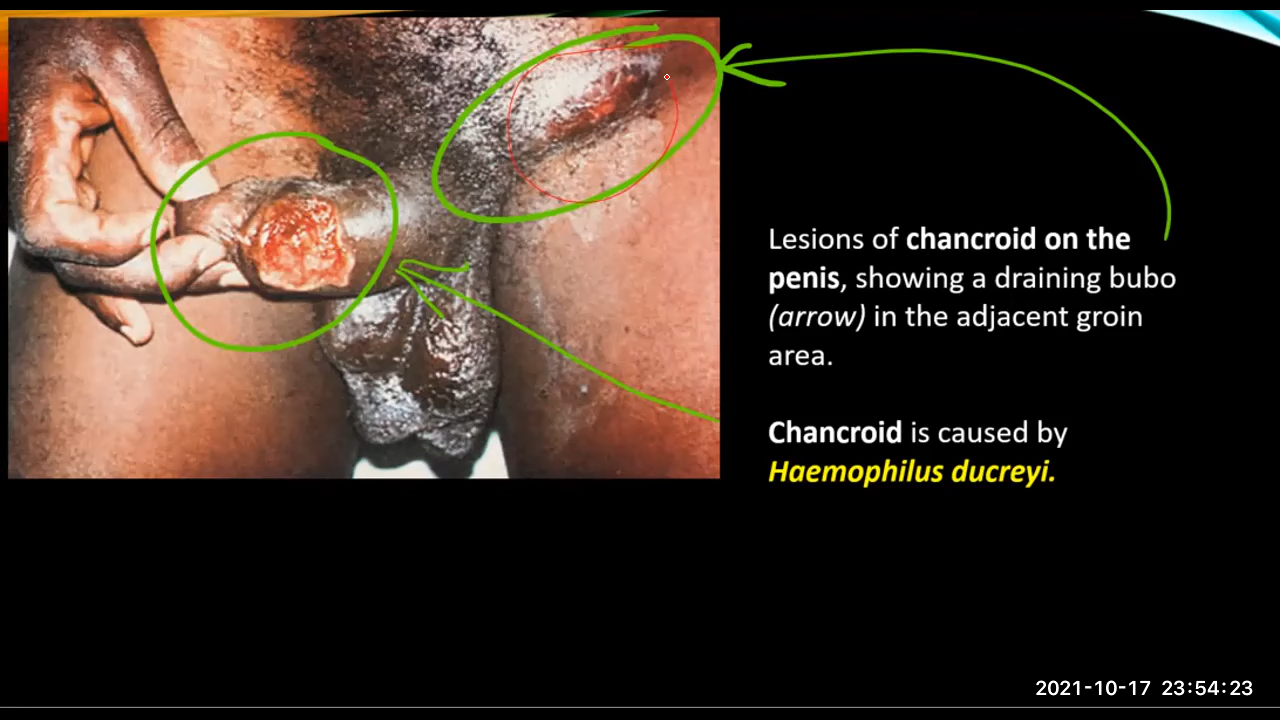 Lesions of chancroid on the
penis, showing a draining bubo
(arrow) in the adjacent groin
area.
Chancroid is caused by
Haemophilus ducreyi.
2021-10-17 23:54:23